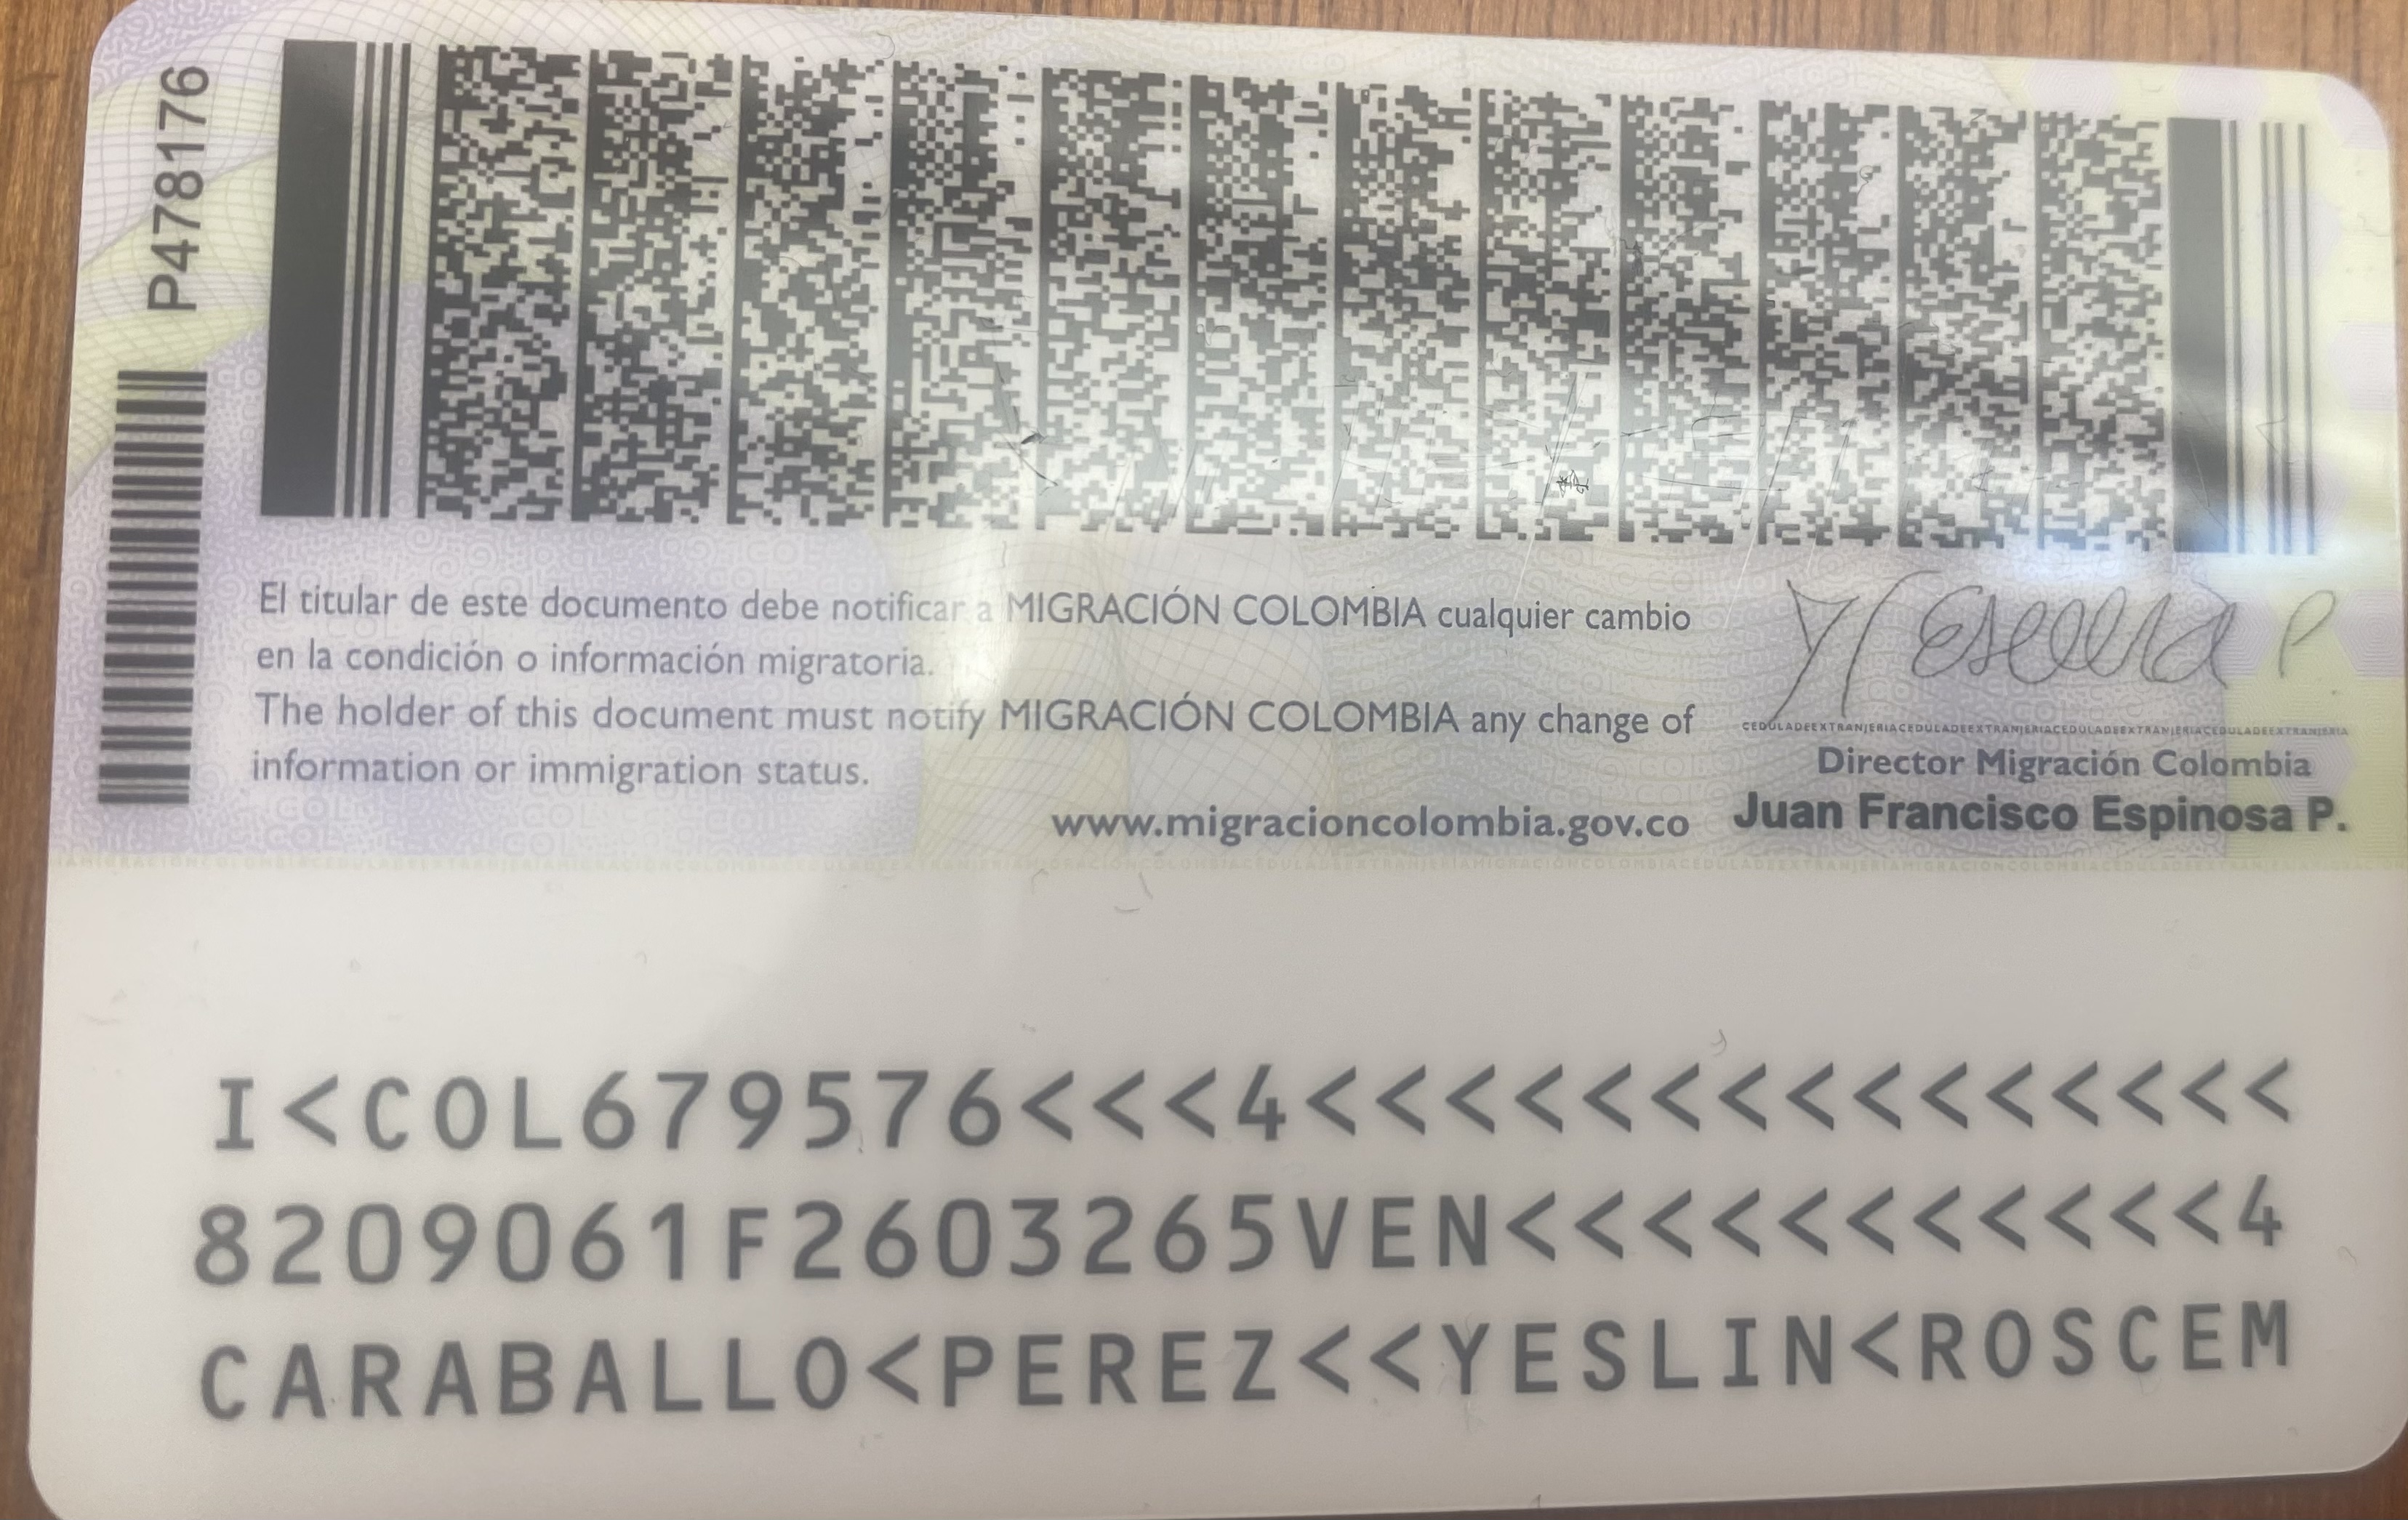 P478176
El titular de este documento debe notificar a MIGRACIÓN COLOMBIA cualquier cambio
en la condición o información migratoria.
The holder of this document must notify MIGRACIÓN COLOMBIA any change of
information or immigration status.
www.migracioncolombia.gov.co
CEDULADEEXTRANJERIACEDULADEEXTRANJERIACEDULADEEXTRANJERIACEDULADEEXTRANJERIACEDULADEEXTRANJERIA
Director Migración Colombia
Juan Francisco Espinosa P.
I<COL679576<<<4<<<<<<<<<<<<<<<
8209061F2603265VEN<<<<<<<<<<<4
CARABALLO<PEREZ<<YESLIN<ROSCEM